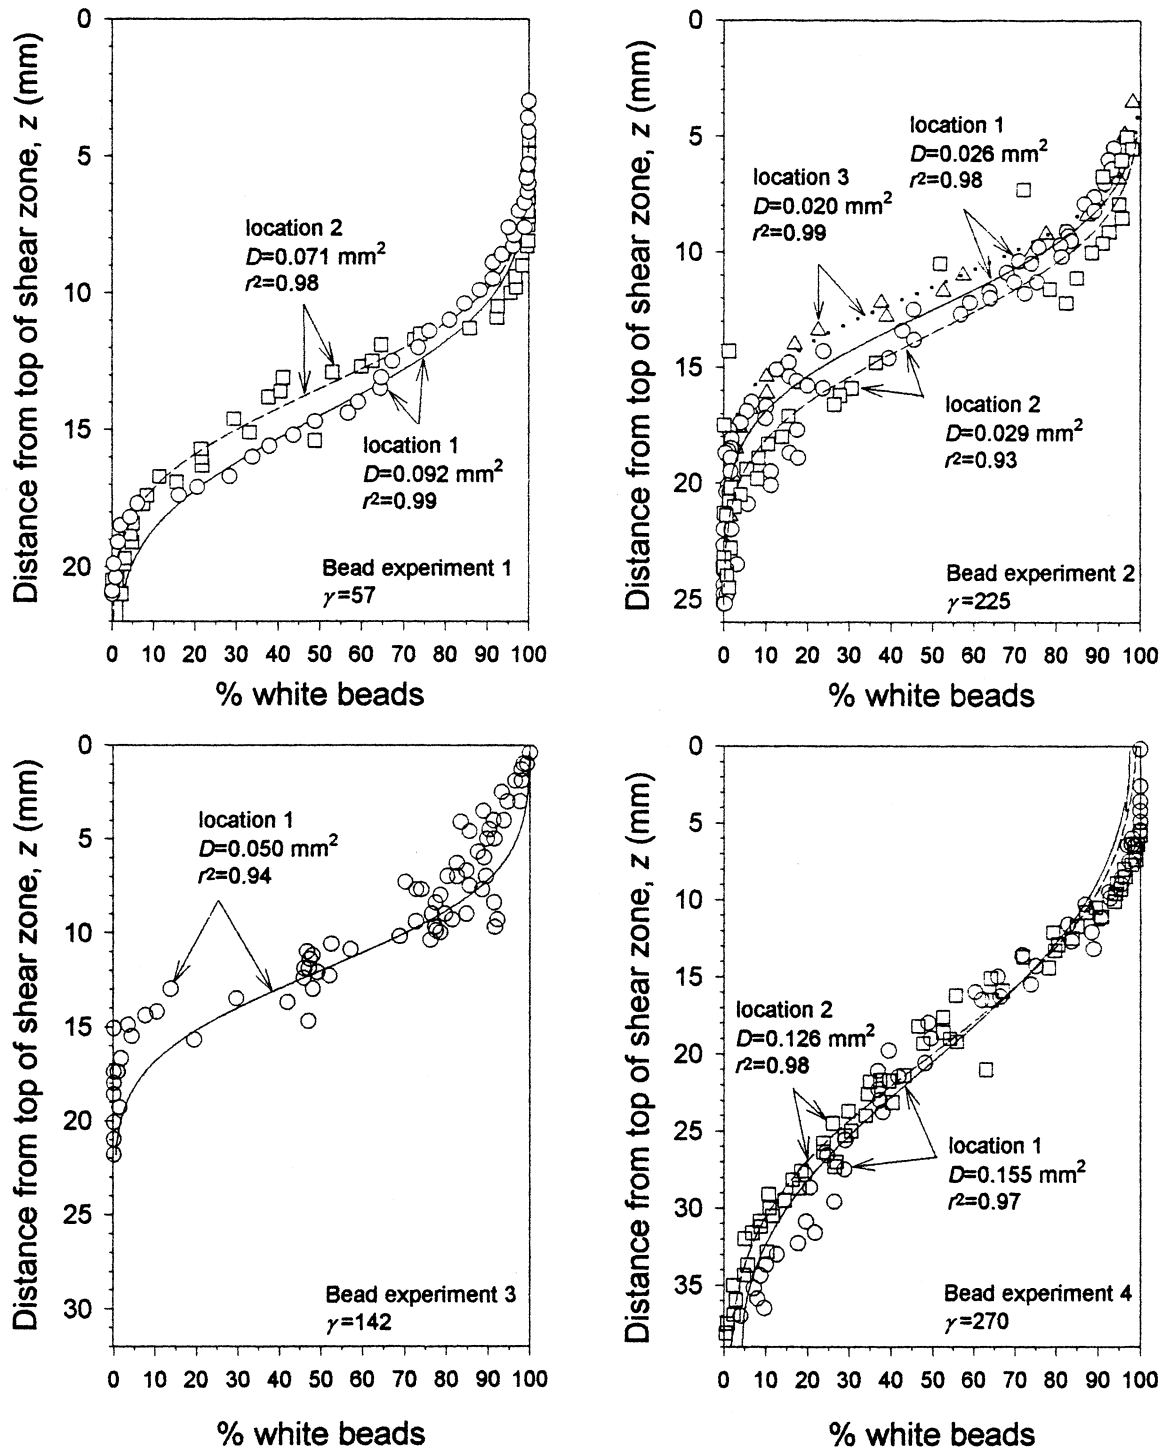 Distance from top of shear zone, z (mm)
0
5
10
15
20
location 2
D=0.071 mm²
r²=0.98
location 1
D=0.092 mm²
r²=0.99
Bead experiment 1
γ=57
0 10 20 30 40 50 60 70 80 90 100
% white beads
Distance from top of shear zone, z (mm)
0
5
10
15
20
25
location 1
D=0.026 mm²
r²=0.98
location 3
D=0.020 mm²
r²=0.99
location 2
D=0.029 mm²
r²=0.93
Bead experiment 2
γ=225
0 10 20 30 40 50 60 70 80 90 100
% white beads
Distance from top of shear zone, z (mm)
0
5
10
15
20
25
30
location 1
D=0.050 mm²
r²=0.94
Bead experiment 3
γ=142
0 10 20 30 40 50 60 70 80 90 100
% white beads
Distance from top of shear zone, z (mm)
0
5
10
15
20
25
30
35
location 2
D=0.126 mm²
r²=0.98
location 1
D=0.155 mm²
r²=0.97
Bead experiment 4
γ=270
0 10 20 30 40 50 60 70 80 90 100
% white beads